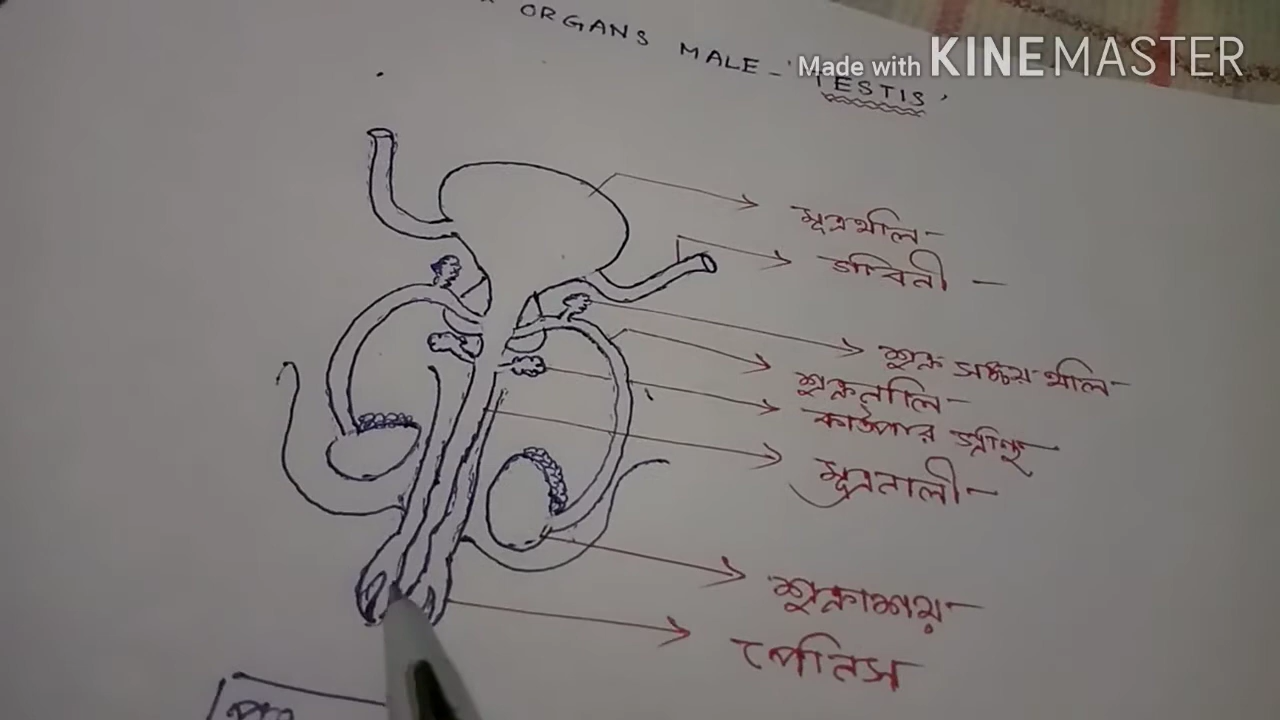 ORGANS MALE - 'TESTIS'
Made with KINEMASTER
মূত্রথলি -
গবিনী -
শুক্র সঞ্চয় থলি -
শুক্রনালি -
কাউপার গ্রন্থি -
মূত্রনালী -
শুক্রাশয় -
পেনিস